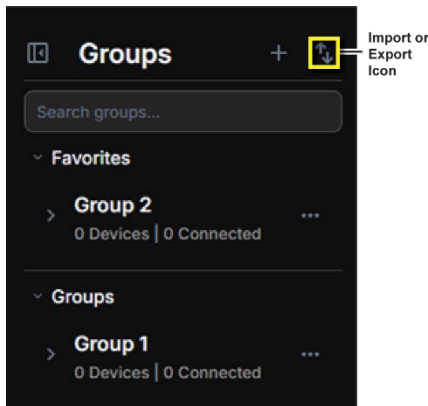 Groups
Import or
Export
Icon
Search groups...
Favorites
Group 2
0 Devices | 0 Connected
Groups
Group 1
0 Devices | 0 Connected